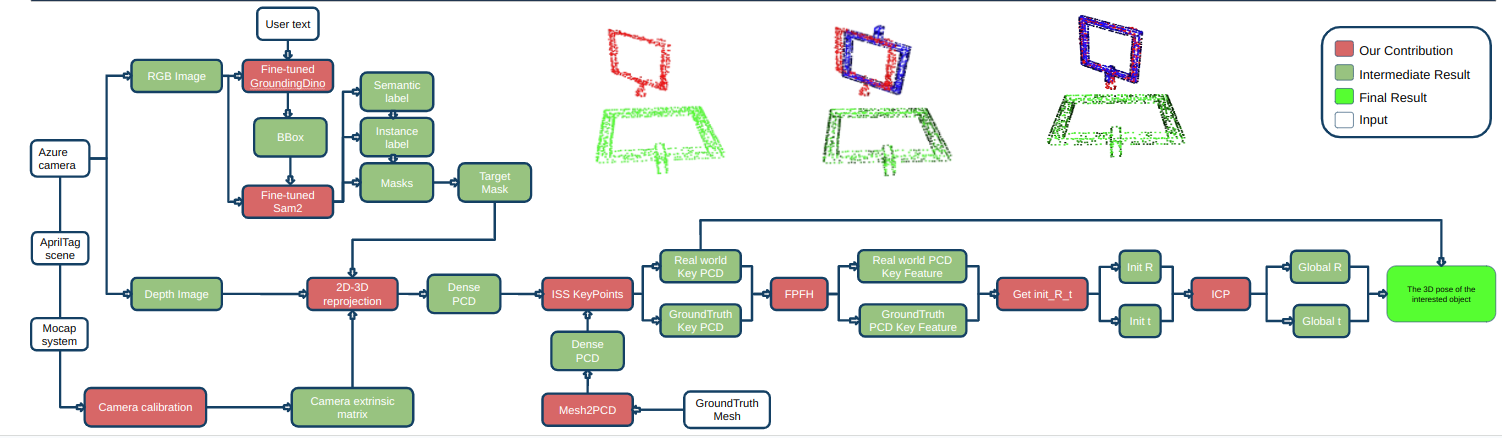 User text
RGB Image
Fine-tuned
GroundingDino
Semantic
label
BBox
Instance
label
Azure
camera
Masks
Target
Mask
Fine-tuned
Sam2
AprilTag
scene
Depth Image
2D-3D
reprojection
Dense
PCD
ISS KeyPoints
Real world
Key PCD
GroundTruth
Key PCD
FPFH
Real world PCD
Key Feature
GroundTruth
PCD Key Feature
Get init_R_t
Init R
Init t
ICP
Global R
Global t
The 3D pose of the
interested object
Mocap
system
Dense
PCD
Camera calibration
Camera extrinsic
matrix
Mesh2PCD
GroundTruth
Mesh
Our Contribution
Intermediate Result
Final Result
Input